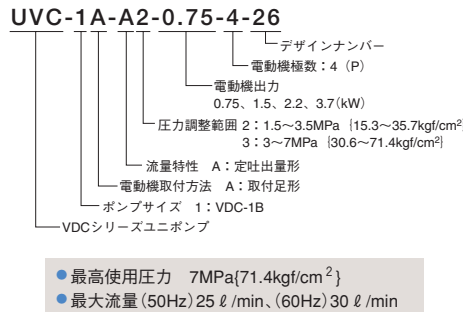 UVC-1A-A2-0.75-4-26
デザインナンバー
電動機極数：4（P）
電動機出力
0.75、1.5、2.2、3.7(kW)
圧力調整範囲 2：1.5～3.5MPa {15.3～35.7kgf/cm²}
3：3～7MPa {30.6～71.4kgf/cm²}
流量特性 A：定吐出量形
電動機取付方法 A：取付足形
ポンプサイズ 1：VDC-1B
VDCシリーズユニポンプ
●最高使用圧力 7MPa{71.4kgf/cm²}
●最大流量(50Hz)25ℓ/min、(60Hz)30ℓ/min